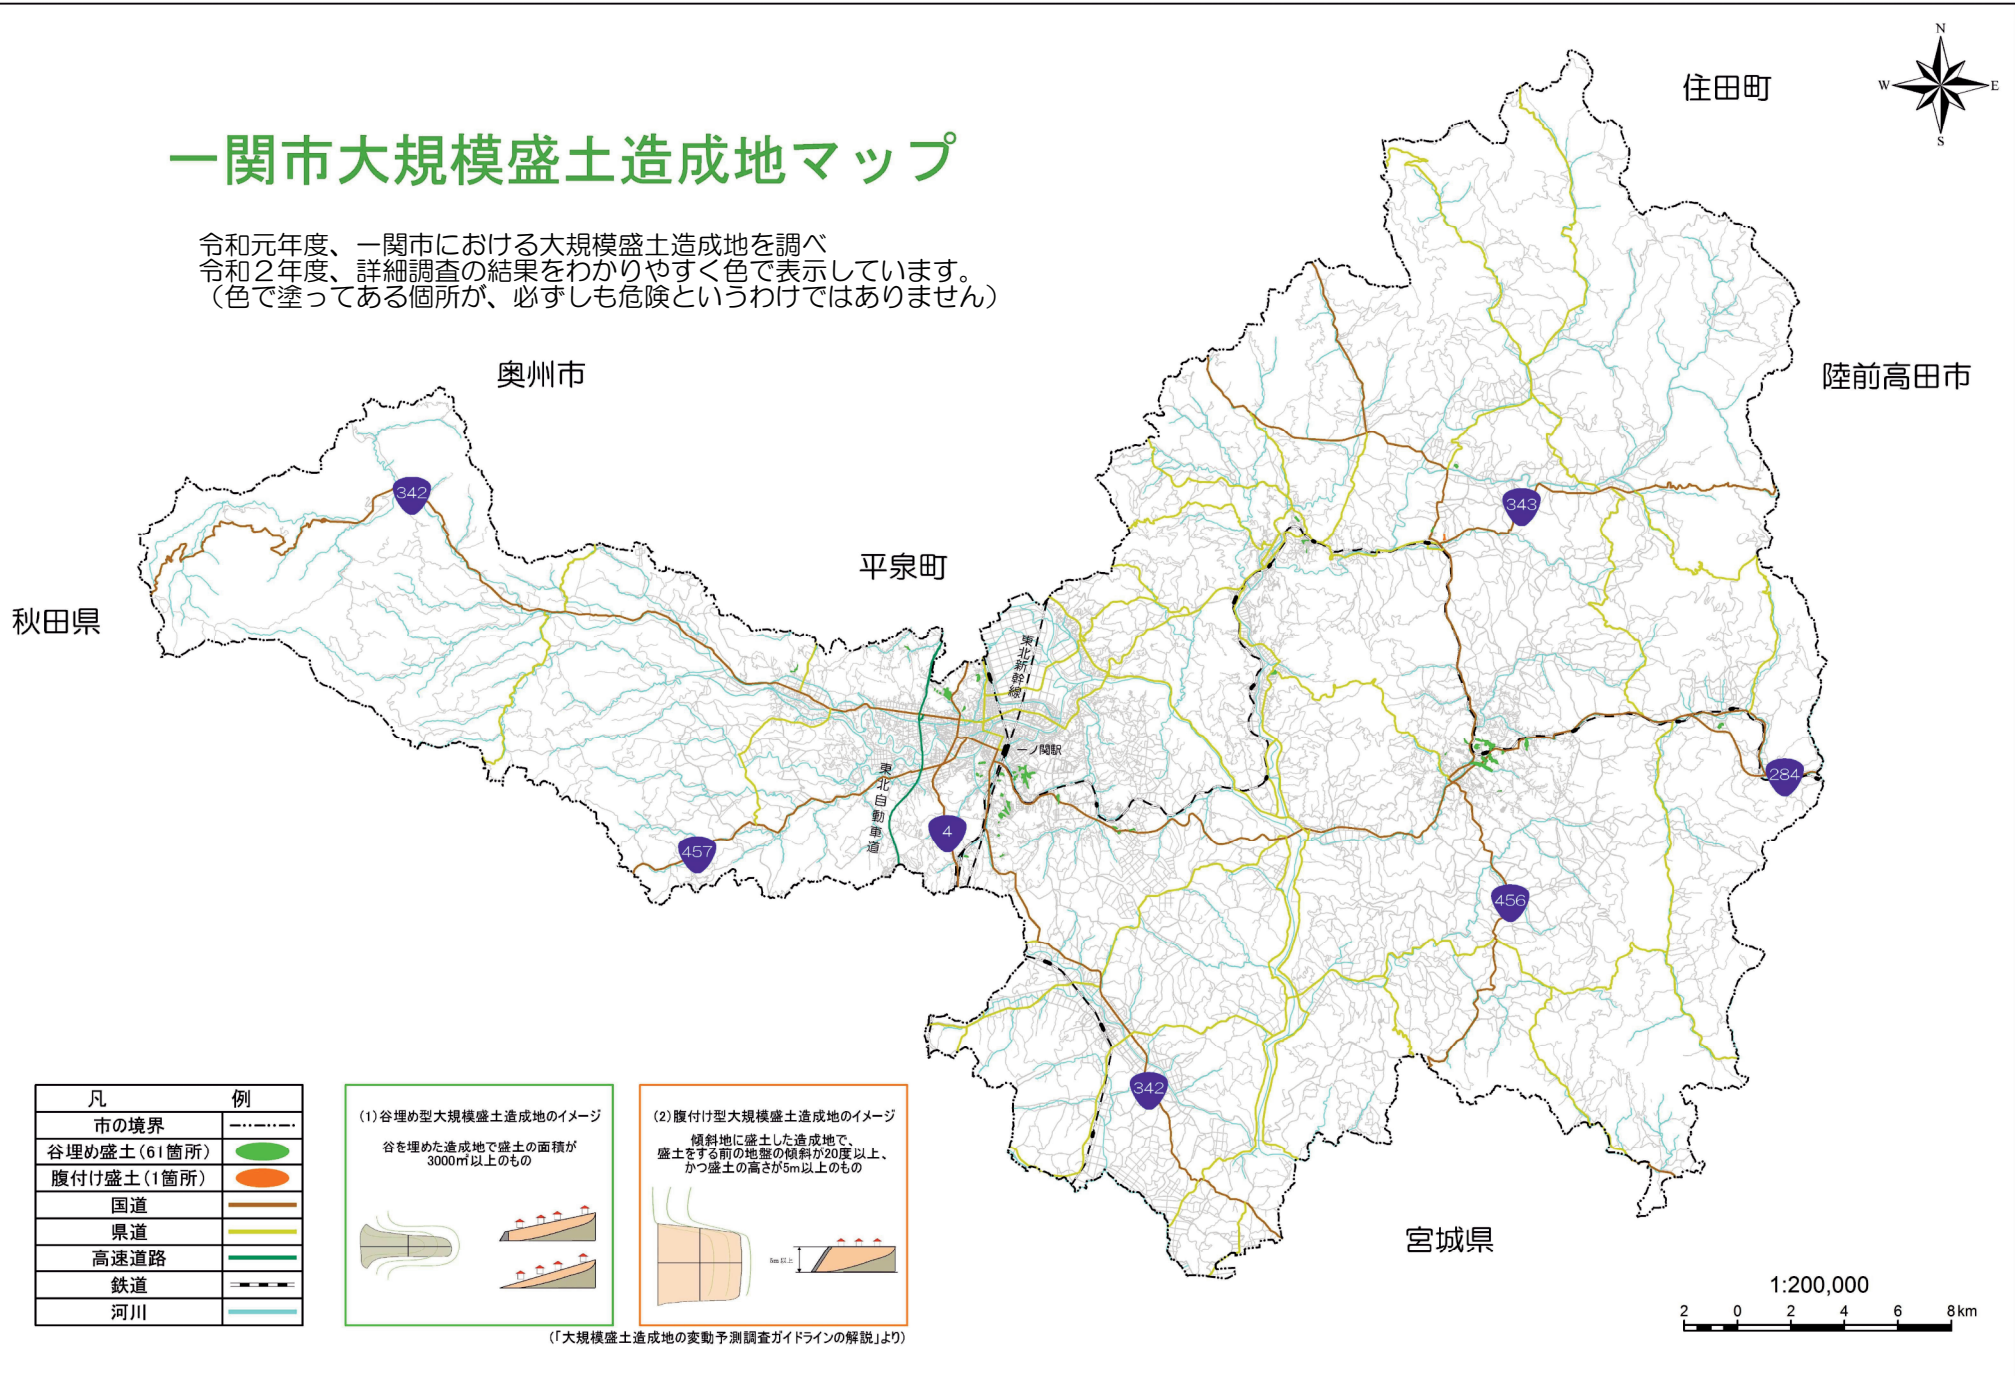 一関市大規模盛土造成地マップ
令和元年度、一関市における大規模盛土造成地を調べ
令和２年度、詳細調査の結果をわかりやすく色で表示しています。
（色で塗ってある個所が、必ずしも危険というわけではありません）
N
W
E
S
住田町
奥州市
陸前高田市
平泉町
秋田県
宮城県
342
343
284
4
457
456
342
東北新幹線
一ノ関駅
東北自動車道
凡 例
市の境界
谷埋め盛土(61箇所)
腹付け盛土(1箇所)
国道
県道
高速道路
鉄道
河川
(1)谷埋め型大規模盛土造成地のイメージ
谷を埋めた造成地で盛土の面積が
3000㎡以上のもの
(2)腹付け型大規模盛土造成地のイメージ
傾斜地に盛土した造成地で、
盛土をする前の地盤の傾斜が20度以上、
かつ盛土の高さが5m以上のもの
5m以上
(「大規模盛土造成地の変動予測調査ガイドラインの解説」より)
1:200,000
2 0 2 4 6 8km